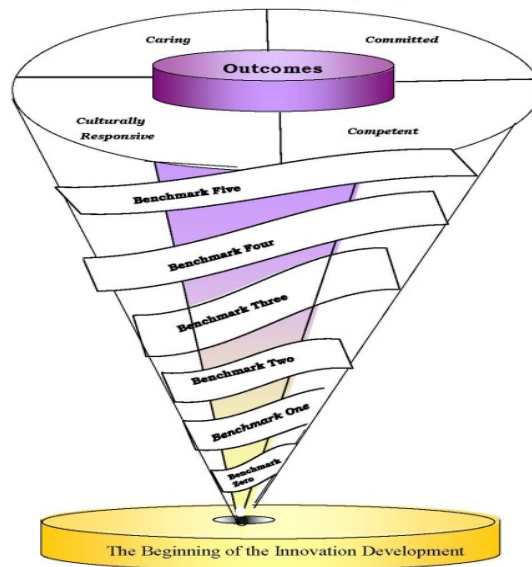 Caring
Committed
Outcomes
Culturally
Responsive
Competent
Benchmark Five
Benchmark Four
Benchmark Three
Benchmark Two
Benchmark One
Benchmark
Zero
The Beginning of the Innovation Development